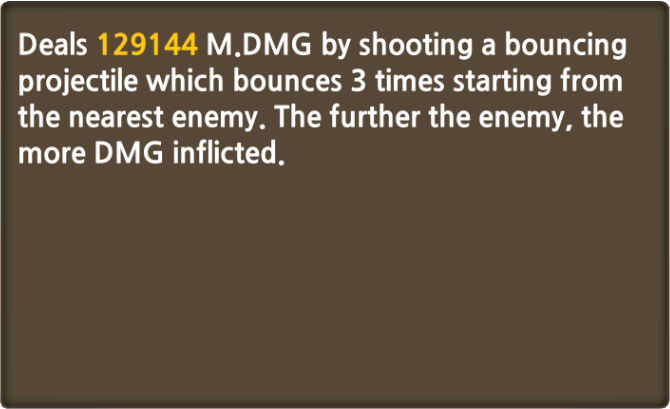 Deals 129144 M.DMG by shooting a bouncing
projectile which bounces 3 times starting from
the nearest enemy. The further the enemy, the
more DMG inflicted.